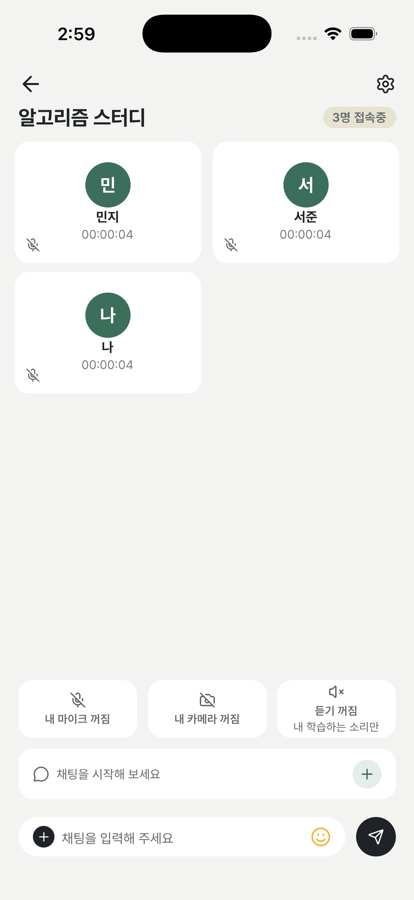 2:59
알고리즘 스터디
3명 접속중
민
민지
00:00:04
서
서준
00:00:04
나
나
00:00:04
내 마이크 꺼짐
내 카메라 꺼짐
듣기 꺼짐
내 학습하는 소리만
채팅을 시작해 보세요
채팅을 입력해 주세요